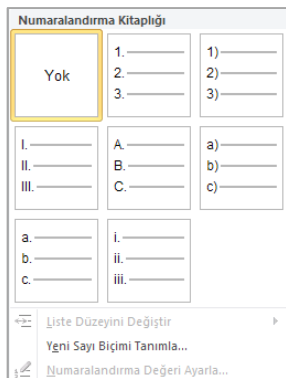 Numaralandırma Kitaplığı
Yok
1.
2.
3.
1)
2)
3)
I.
II.
III.
A.
B.
C.
a)
b)
c)
a.
b.
c.
i.
ii.
iii.
Liste Düzeyini Değiştir
Yeni Sayı Biçimi Tanımla...
Numaralandırma Değeri Ayarla...